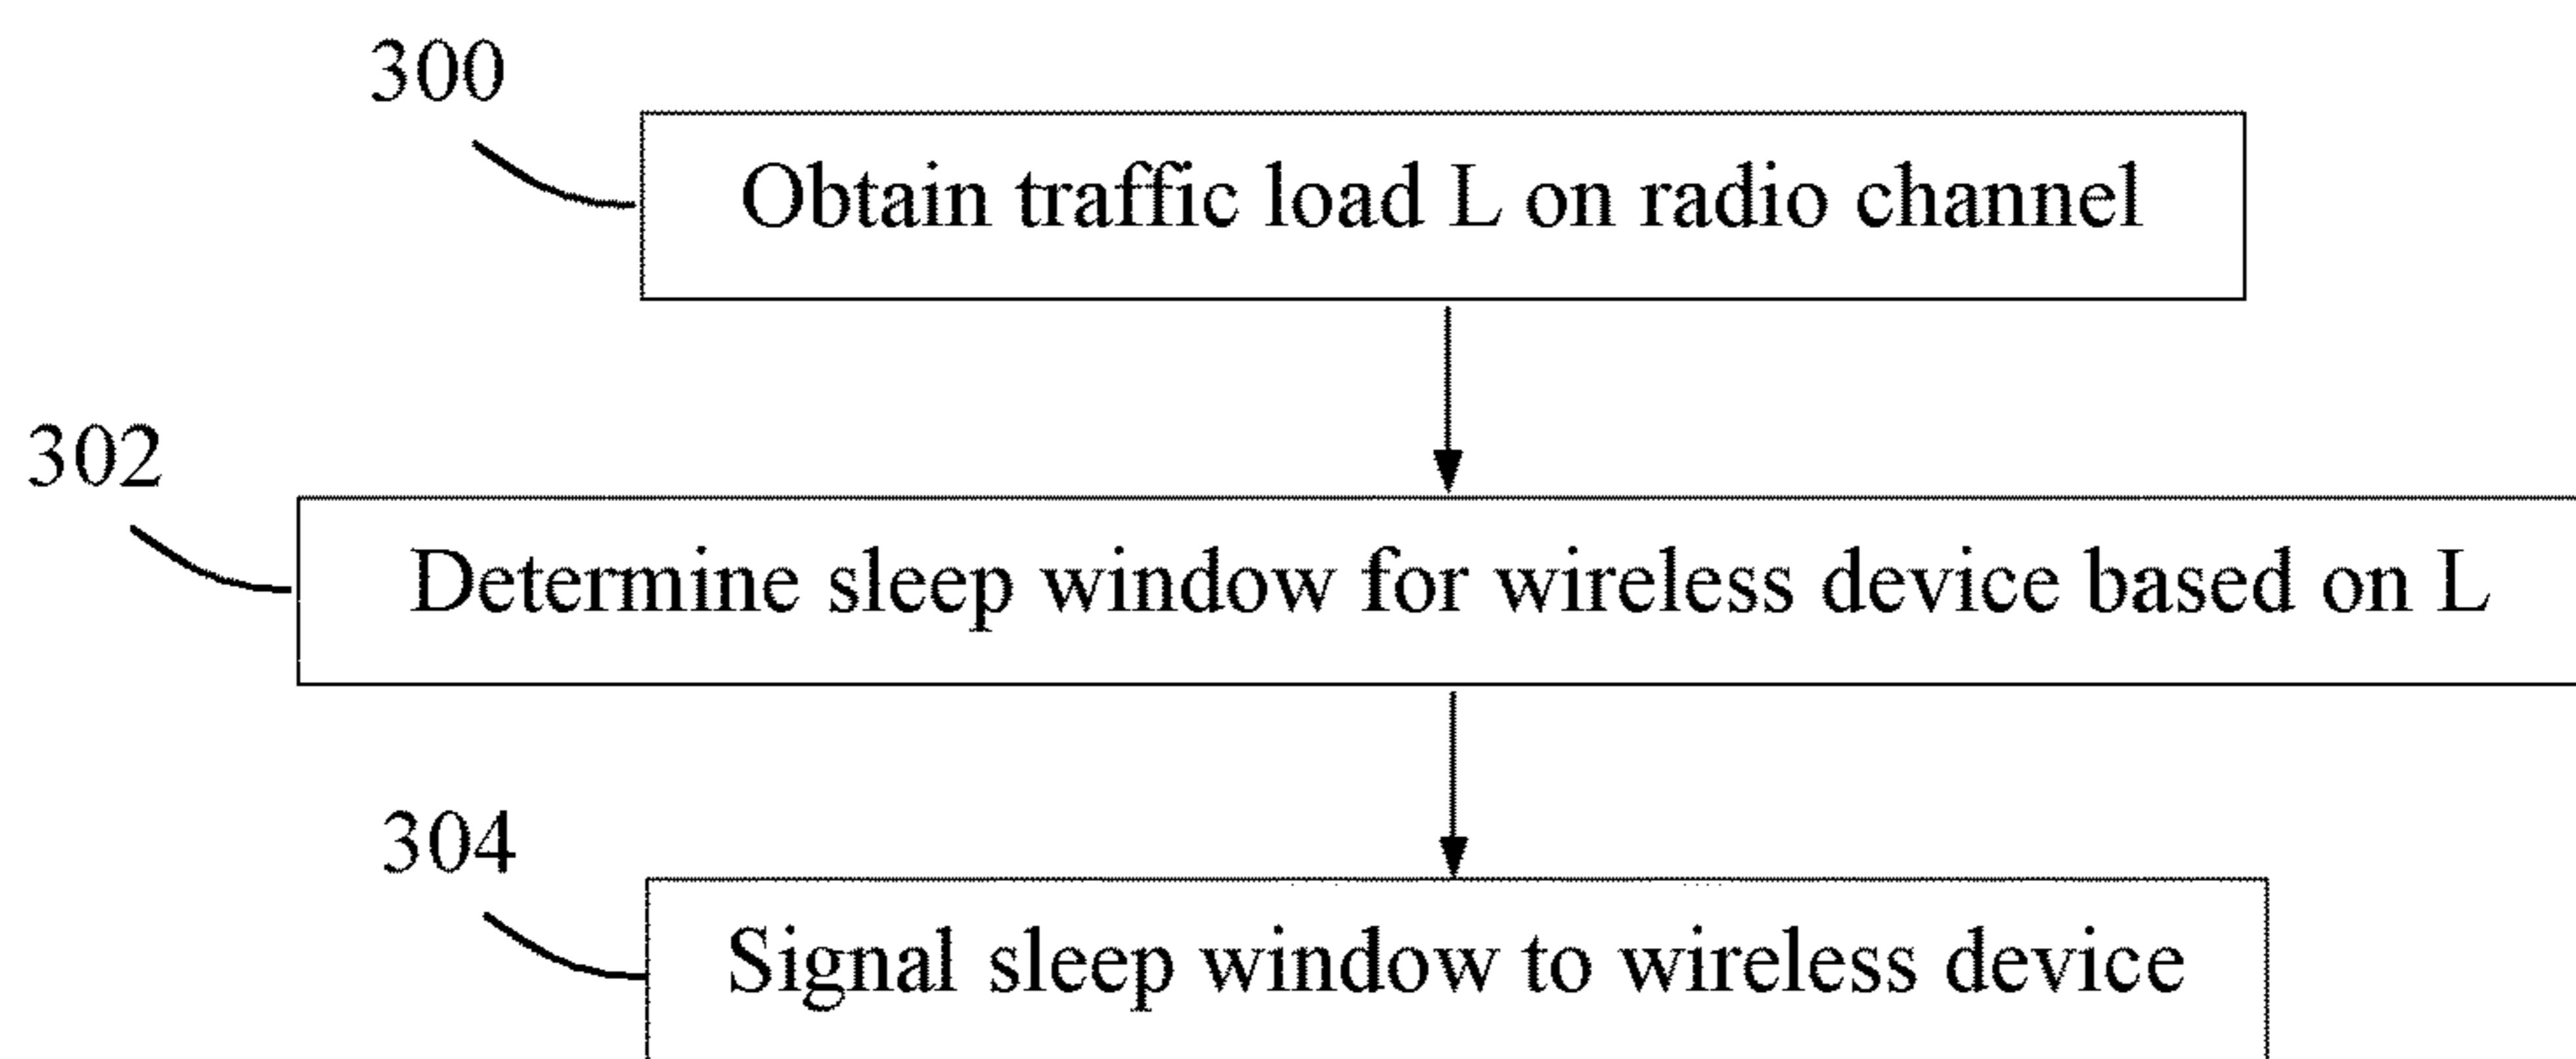 300
Obtain traffic load L on radio channel
302
Determine sleep window for wireless device based on L
304
Signal sleep window to wireless device